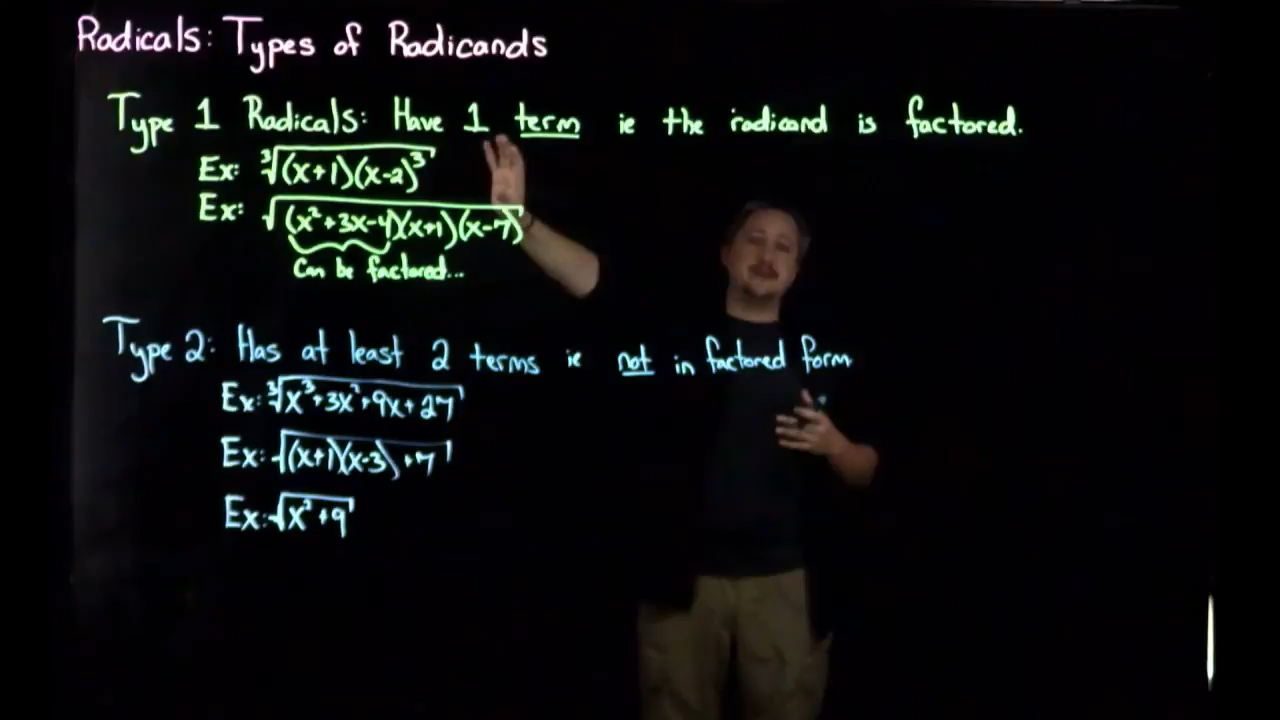 Radicals: Types of Radicands
Type 1 Radicals: Have 1 term ie the radicand is factored.
Ex: ∛((x+1)(x-2)³)
Ex: √((x²+3x-4)(x+1)(x-7))
Can be factored...
Type 2: Has at least 2 terms ie not in factored form
Ex: ∛(x³+3x²+9x+27)
Ex: √((x+1)(x-3)+7)
Ex: √(x²+9)